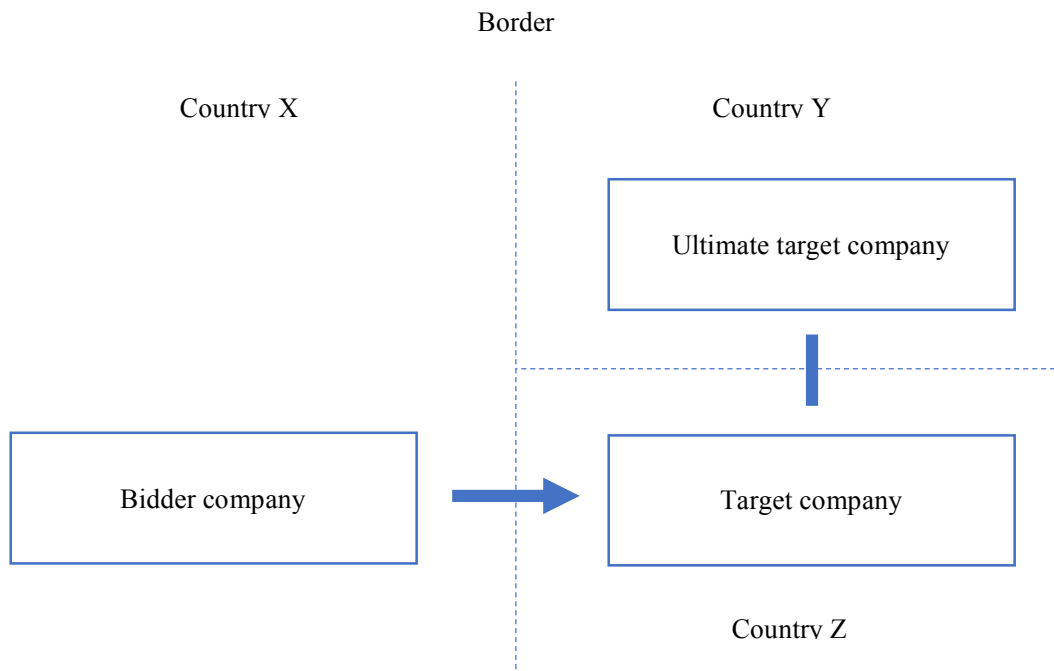 Border
Country X
Country Y
Ultimate target company
Bidder company
Target company
Country Z